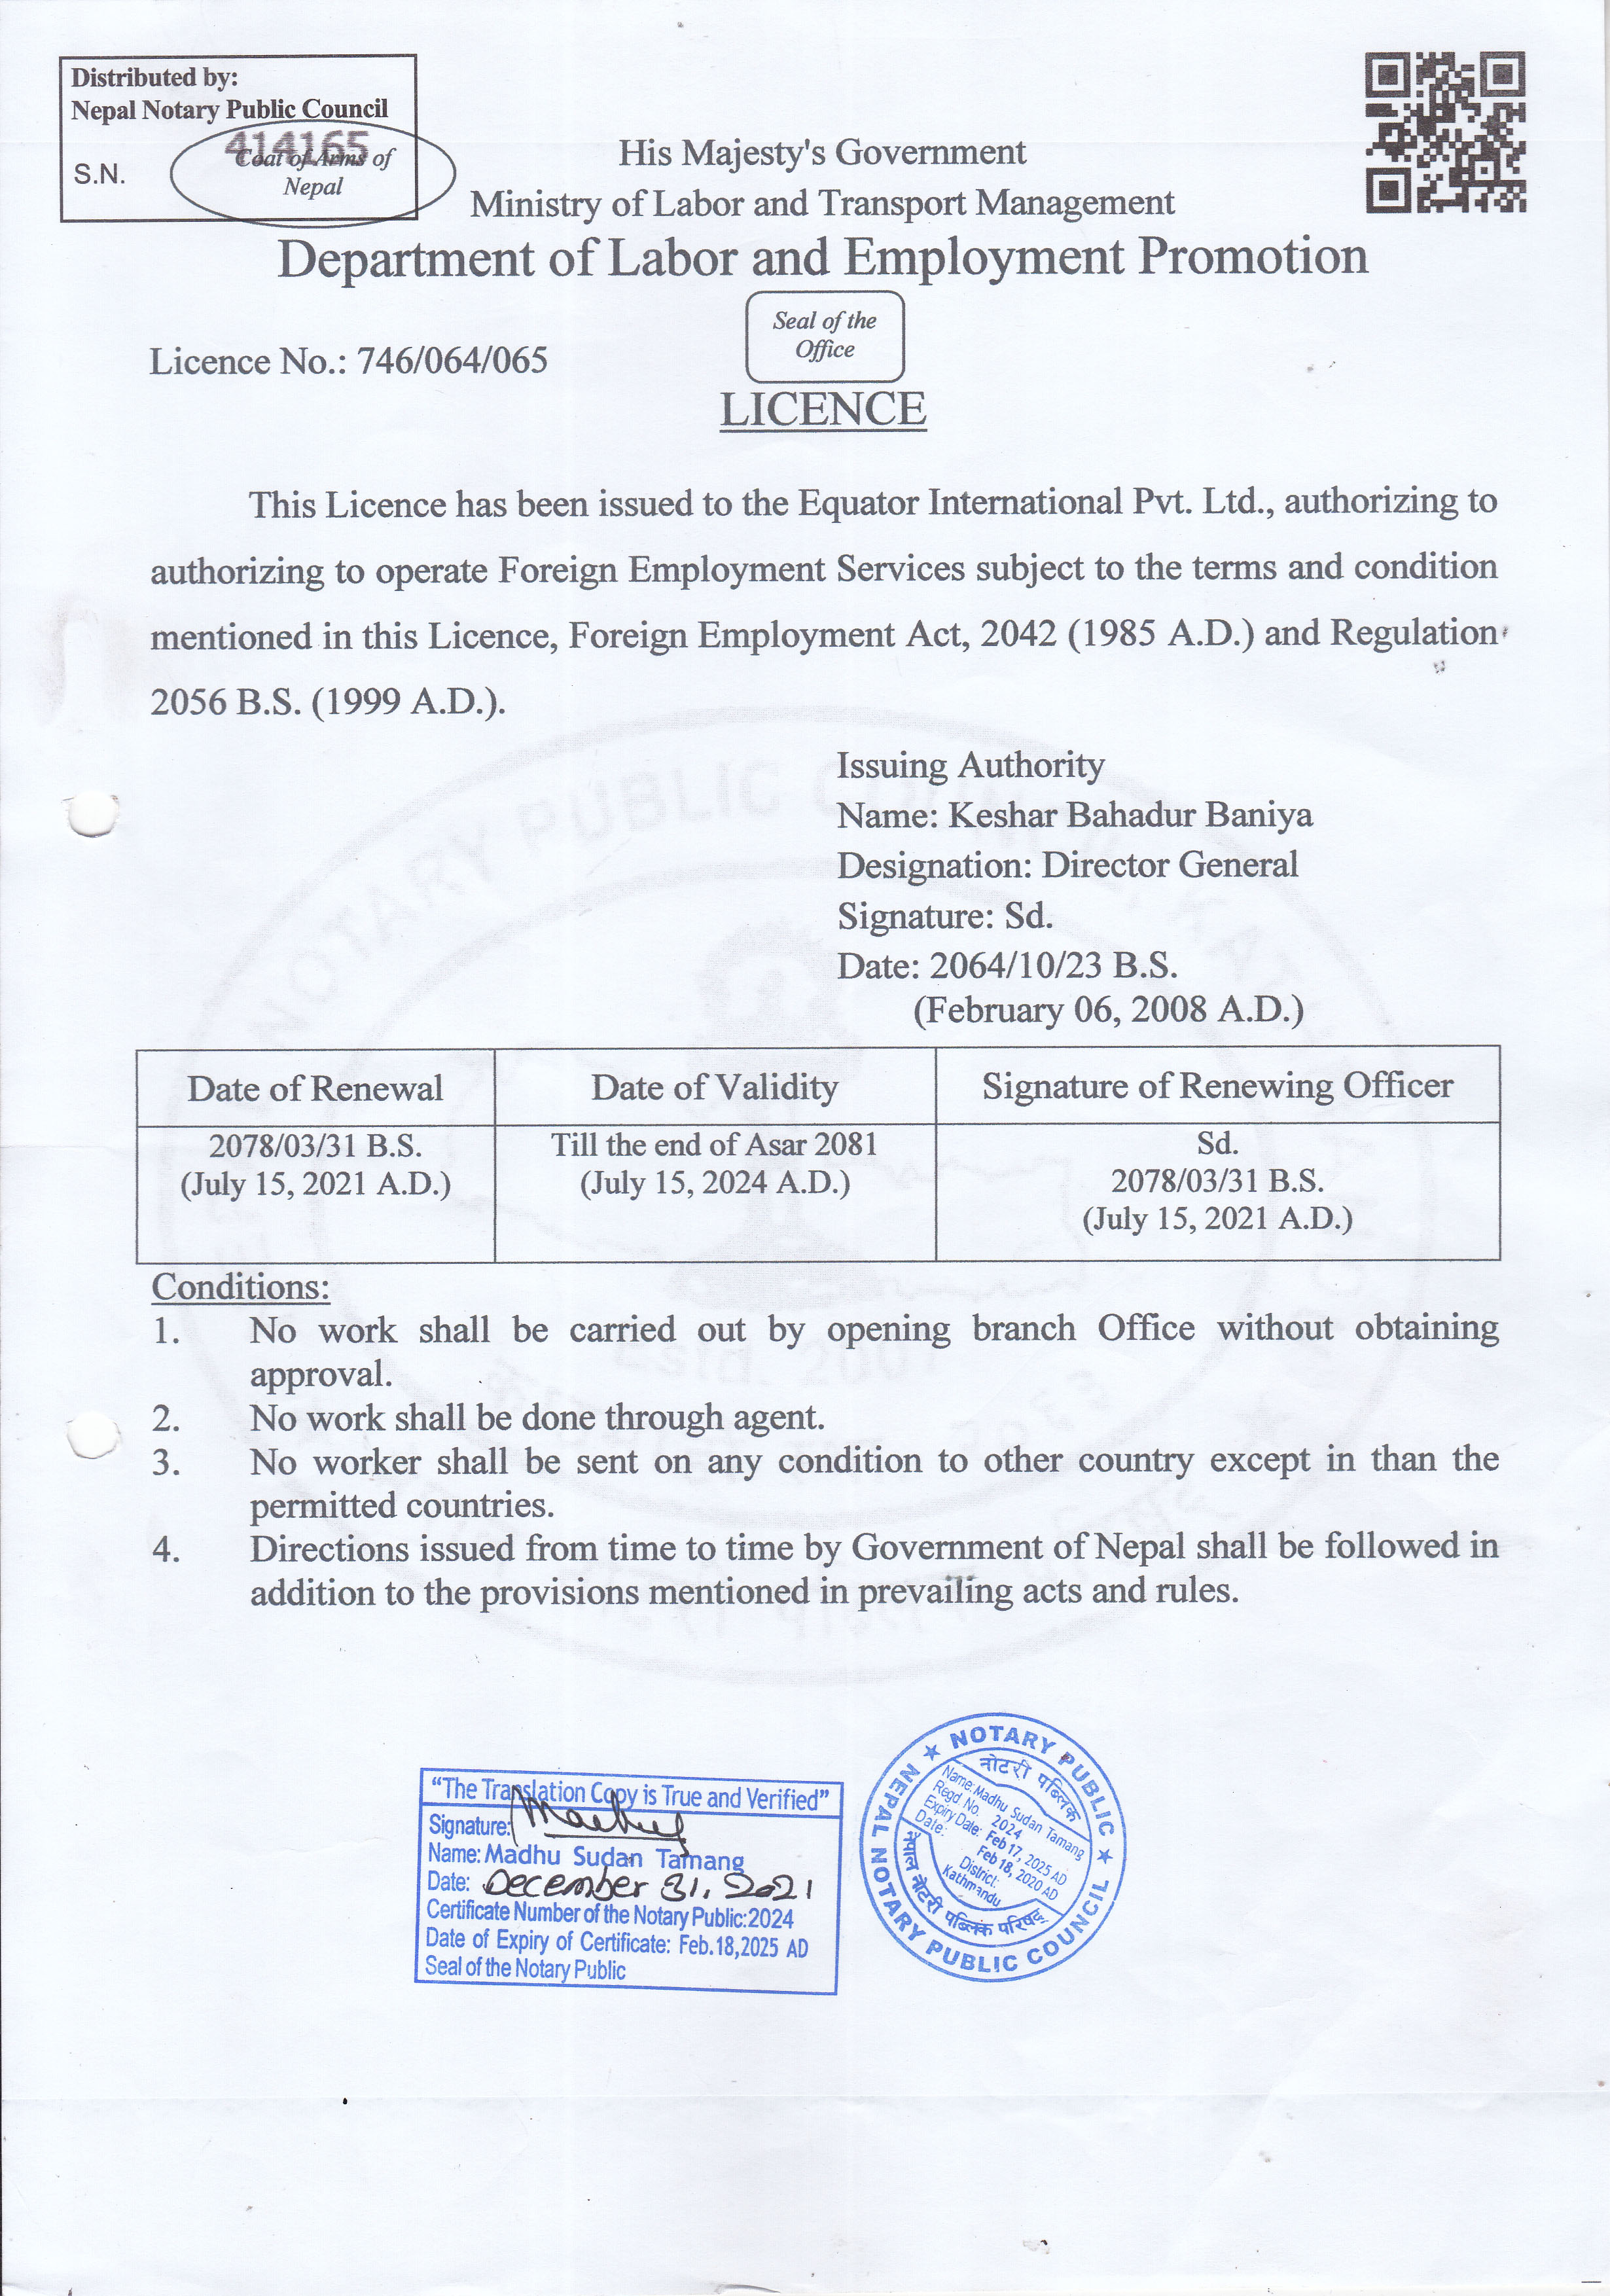 Distributed by:
Nepal Notary Public Council
414165
S.N.
Coat of Arms of
Nepal
His Majesty's Government
Ministry of Labor and Transport Management
Department of Labor and Employment Promotion
Seal of the
Office
Licence No.: 746/064/065
LICENCE
This Licence has been issued to the Equator International Pvt. Ltd., authorizing to
authorizing to operate Foreign Employment Services subject to the terms and condition
mentioned in this Licence, Foreign Employment Act, 2042 (1985 A.D.) and Regulation
2056 B.S. (1999 A.D.).
Issuing Authority
Name: Keshar Bahadur Baniya
Designation: Director General
Signature: Sd.
Date: 2064/10/23 B.S.
(February 06, 2008 A.D.)
Date of Renewal
Date of Validity
Signature of Renewing Officer
2078/03/31 B.S.
(July 15, 2021 A.D.)
Till the end of Asar 2081
(July 15, 2024 A.D.)
Sd.
2078/03/31 B.S.
(July 15, 2021 A.D.)
Conditions:
1. No work shall be carried out by opening branch Office without obtaining
approval.
2. No work shall be done through agent.
3. No worker shall be sent on any condition to other country except in than the
permitted countries.
4. Directions issued from time to time by Government of Nepal shall be followed in
addition to the provisions mentioned in prevailing acts and rules.
"The Translation Copy is True and Verified"
Signature:
Name: Madhu Sudan Tamang
Date: December 31, 2021
Certificate Number of the Notary Public:2024
Date of Expiry of Certificate: Feb.18,2025 AD
Seal of the Notary Public
★ NOTARY PUBLIC ★
NEPAL NOTARY PUBLIC COUNCIL
नोटरी पब्लिक
Name: Madhu Sudan Tamang
Regd No. 2024
Expiry Date: Feb 17, 2025 AD
Date: Feb 18, 2020 AD
District:
Kathmandu
नेपाल नोटरी पब्लिक परिषद्